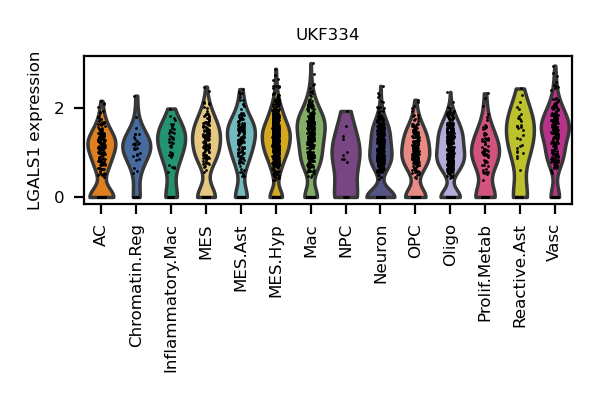 UKF334
LGALS1 expression
2
0
AC
Chromatin.Reg
Inflammatory.Mac
MES
MES.Ast
MES.Hyp
Mac
NPC
Neuron
OPC
Oligo
Prolif.Metab
Reactive.Ast
Vasc